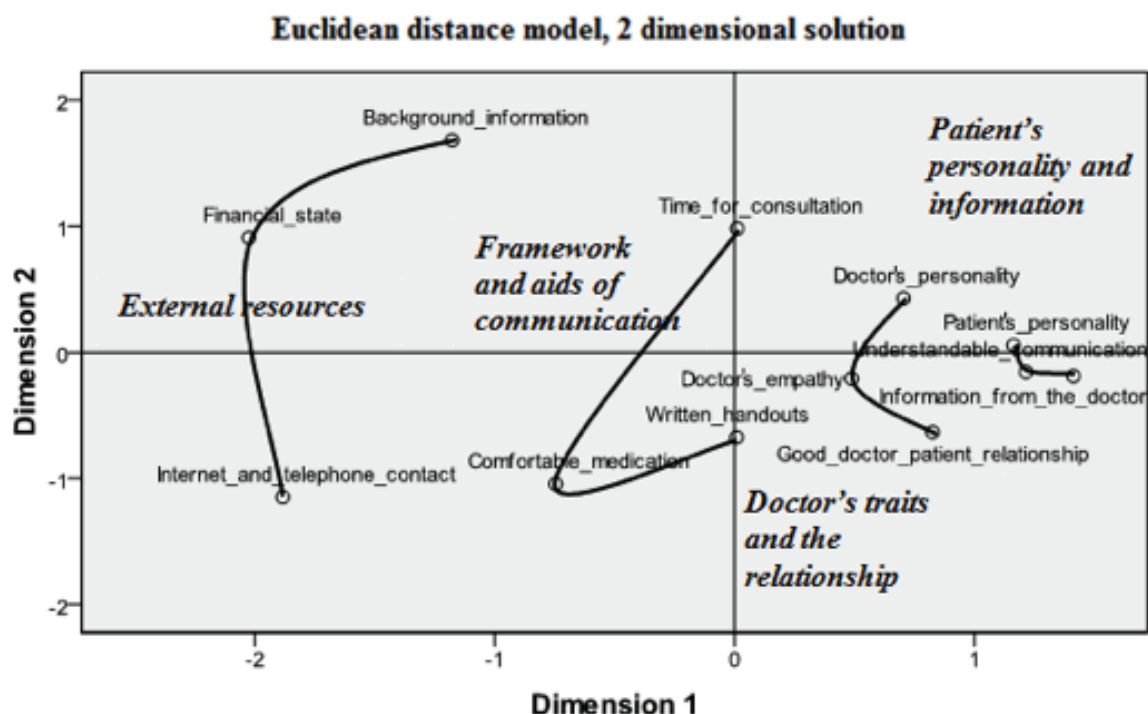 Euclidean distance model, 2 dimensional solution
2
1
0
-1
-2
Dimension 2
Background_information
Financial_state
External resources
Internet_and_telephone_contact
Framework
and aids of
communication
Time_for_consultation
Written_handouts
Comfortable_medication
Patient's
personality and
information
Doctor's_personality
Patient's_personality
Understandable_communication
Doctor's_empathy
Information_from_the_doctor
Good_doctor_patient_relationship
Doctor's traits
and the
relationship
-2
-1
0
1
Dimension 1